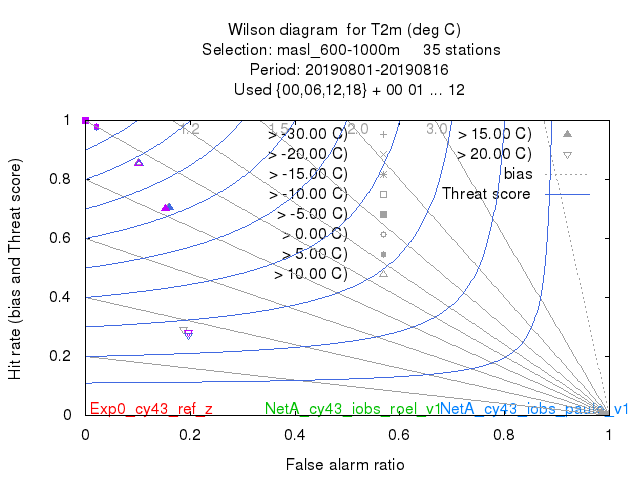 Wilson diagram for T2m (deg C)
Selection: masl_600-1000m 35 stations
Period: 20190801-20190816
Used {00,06,12,18} + 00 01 ... 12
Hit rate (bias and Threat score)
1
0.8
0.6
0.4
0.2
0
1.2
1.5
2.0
3.0
> -30.00 C)
> -20.00 C)
> -15.00 C)
> -10.00 C)
> -5.00 C)
> 0.00 C)
> 5.00 C)
> 10.00 C)
> 15.00 C)
> 20.00 C)
bias
Threat score
Exp0_cy43_ref_z
NetA_cy43_iobs_roel_v1
NetA_cy43_iobs_paulo_v1
0
0.2
0.4
0.6
0.8
1
False alarm ratio